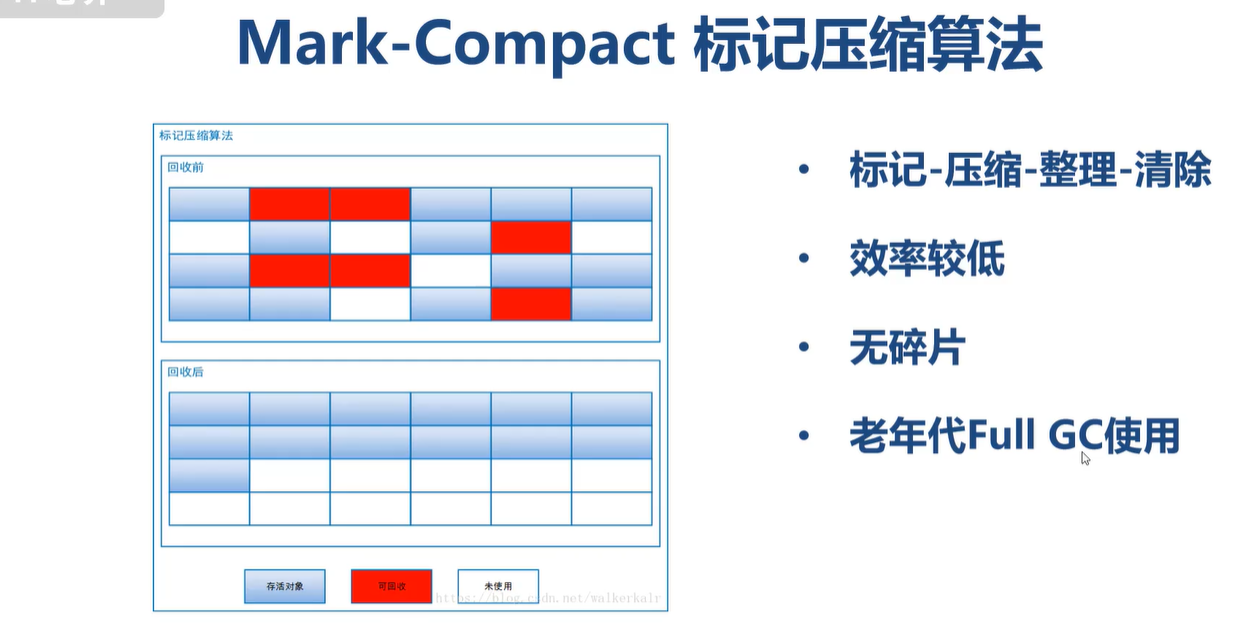 Mark-Compact 标记压缩算法
标记压缩算法
回收前
回收后
存活对象
可回收
未使用
https://blog.csdn.net/walkerkalr
• 标记-压缩-整理-清除
• 效率较低
• 无碎片
• 老年代Full GC使用